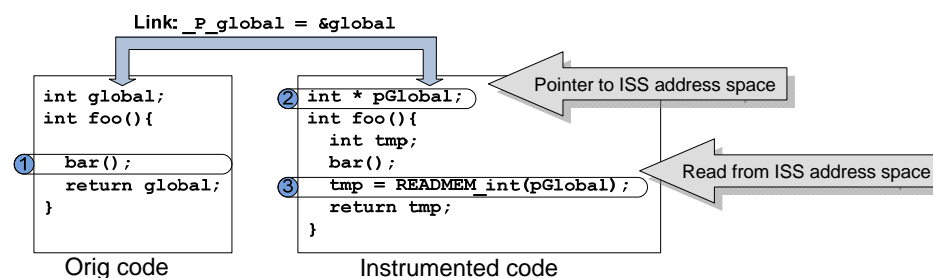 Link: _P_global = &global
int global;
int foo(){
1 bar();
return global;
}
Orig code
2 int * pGlobal;
int foo(){
int tmp;
bar();
3 tmp = READMEM_int(pGlobal);
return tmp;
}
Instrumented code
Pointer to ISS address space
Read from ISS address space